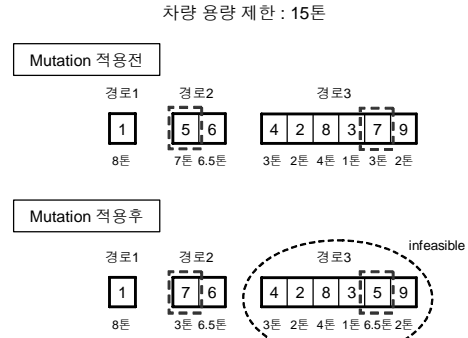 차량 용량 제한 : 15톤
Mutation 적용전
경로1 경로2 경로3
1 5 6 4 2 8 3 7 9
8톤 7톤 6.5톤 3톤 2톤 4톤 1톤 3톤 2톤
Mutation 적용후
infeasible
경로1 경로2 경로3
1 7 6 4 2 8 3 5 9
8톤 3톤 6.5톤 3톤 2톤 4톤 1톤 6.5톤 2톤